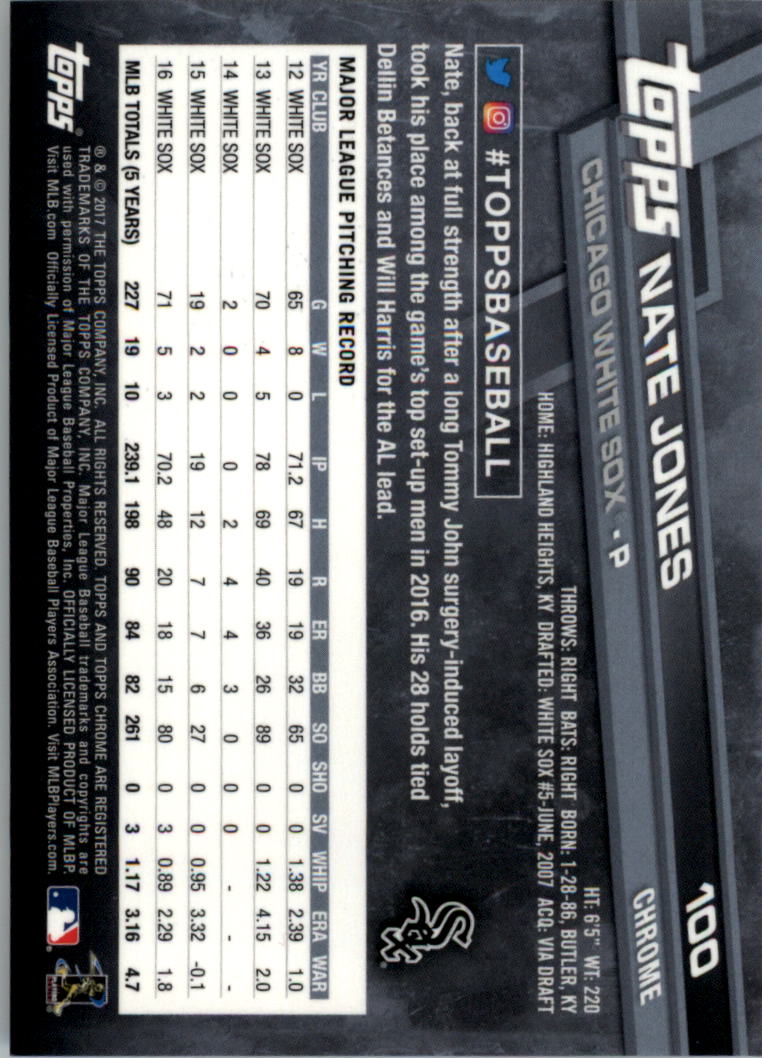 topps NATE JONES 100
CHICAGO WHITE SOX - P CHROME
HT: 6'5" WT: 220
THROWS: RIGHT BATS: RIGHT BORN: 1-28-86, BUTLER, KY
HOME: HIGHLAND HEIGHTS, KY DRAFTED: WHITE SOX #5-JUNE, 2007 ACQ: VIA DRAFT
#TOPPSBASEBALL
Nate, back at full strength after a long Tommy John surgery-induced layoff,
took his place among the game's top set-up men in 2016. His 28 holds tied
Dellin Betances and Will Harris for the AL lead.
Sox
MAJOR LEAGUE PITCHING RECORD
YR CLUB G W L IP H R ER BB SO SHO SV WHIP ERA WAR
12 WHITE SOX 65 8 0 71.2 67 19 19 32 65 0 0 1.38 2.39 1.0
13 WHITE SOX 70 4 5 78 69 40 36 26 89 0 0 1.22 4.15 2.0
14 WHITE SOX 2 0 0 0 2 4 4 3 0 0 0 - - -
15 WHITE SOX 19 2 2 19 12 7 7 6 27 0 0 0.95 3.32 -0.1
16 WHITE SOX 71 5 3 70.2 48 20 18 15 80 0 3 0.89 2.29 1.8
MLB TOTALS (5 YEARS) 227 19 10 239.1 198 90 84 82 261 0 3 1.17 3.16 4.7
topps®
® & © 2017 THE TOPPS COMPANY, INC. ALL RIGHTS RESERVED. TOPPS AND TOPPS CHROME ARE REGISTERED
TRADEMARKS OF THE TOPPS COMPANY, INC. Major League Baseball trademarks and copyrights are
used with permission of Major League Baseball Properties, Inc. OFFICIALLY LICENSED PRODUCT OF MLBP.
Visit MLB.com Officially Licensed Product of Major League Baseball Players Association. Visit MLBPlayers.com.